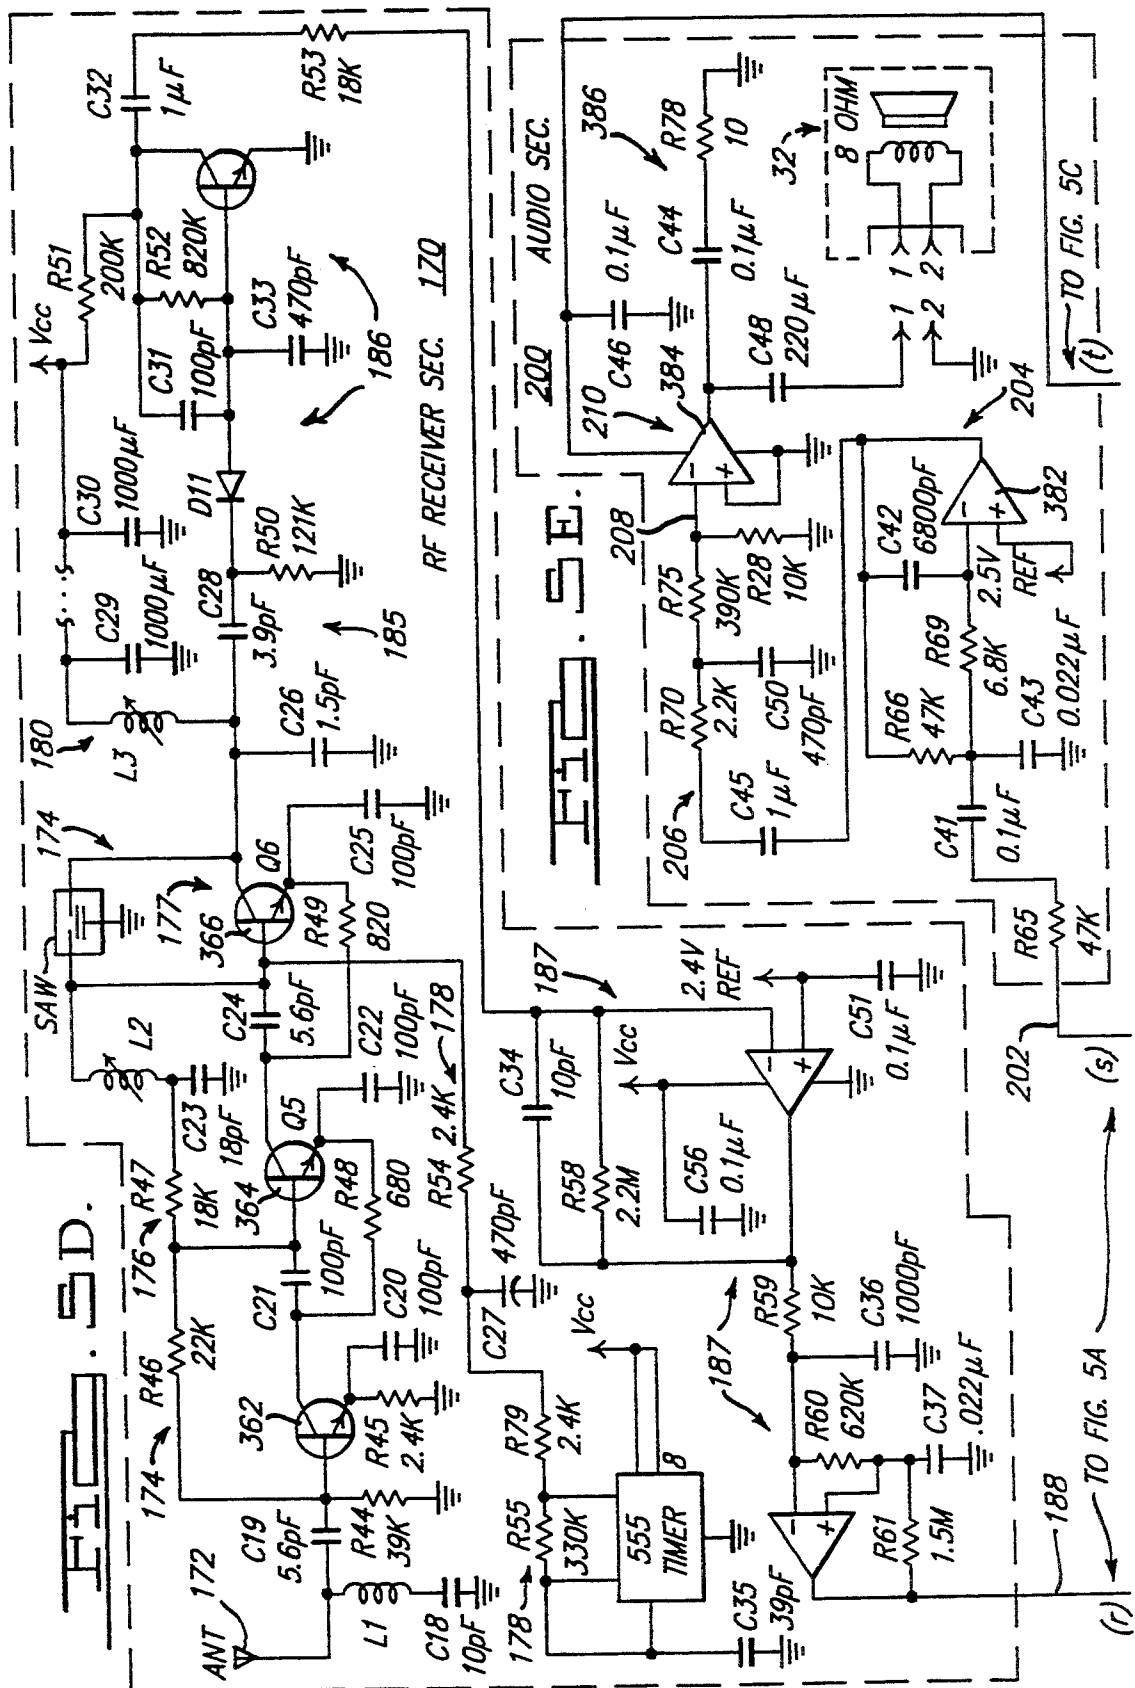 FIG. 5D.
ANT
172
L1
C18
10pF
C19
5.6pF
R44
39K
174
R46
22K
362
R45
2.4K
C20
100pF
C21
100pF
176
R47
18K
364
Q5
R48
680
C22
100pF
C23
18pF
L2
SAW
C24
5.6pF
174
177
366
Q6
R49
820
C25
100pF
180
L3
C26
1.5pF
C29
1000µF
C30
1000µF
C28
3.9pF
185
R50
121K
D11
Vcc
R51
200K
C31
100pF
R52
820K
C33
470pF
186
C32
1µF
R53
18K
RF RECEIVER SEC.
170
R54
2.4K
178
C27
470pF
R79
2.4K
178
R55
330K
555
TIMER
8
Vcc
C35
39pF
187
C34
10pF
R58
2.2M
Vcc
C56
0.1µF
2.4V
REF
C51
0.1µF
187
187
R59
10K
C36
1000pF
R60
620K
C37
.022µF
R61
1.5M
188
(r)
TO FIG. 5A
(s)
202
FIG. 5E.
AUDIO SEC.
200
R65
47K
C41
0.1µF
C43
0.022µF
R66
47K
R69
6.8K
C42
6800pF
2.5V
REF
382
204
206
C45
1µF
R70
2.2K
C50
470pF
R75
390K
R28
10K
208
210
384
C46
0.1µF
C44
0.1µF
386
R78
10
C48
220µF
1
1
2
2
32
8 OHM
TO FIG. 5C
(t)